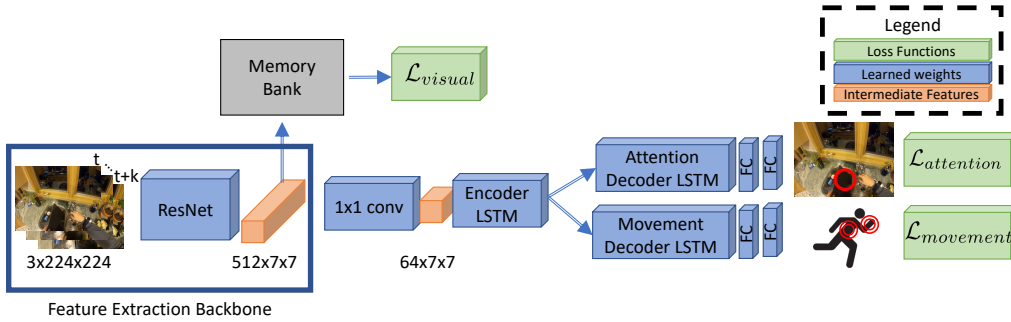 Legend
Loss Functions
Learned weights
Intermediate Features
Memory
Bank
ℒ_visual
t
t+k
ResNet
3x224x224
512x7x7
Feature Extraction Backbone
1x1 conv
64x7x7
Encoder
LSTM
Attention
Decoder LSTM
FC
FC
ℒ_attention
Movement
Decoder LSTM
FC
FC
ℒ_movement